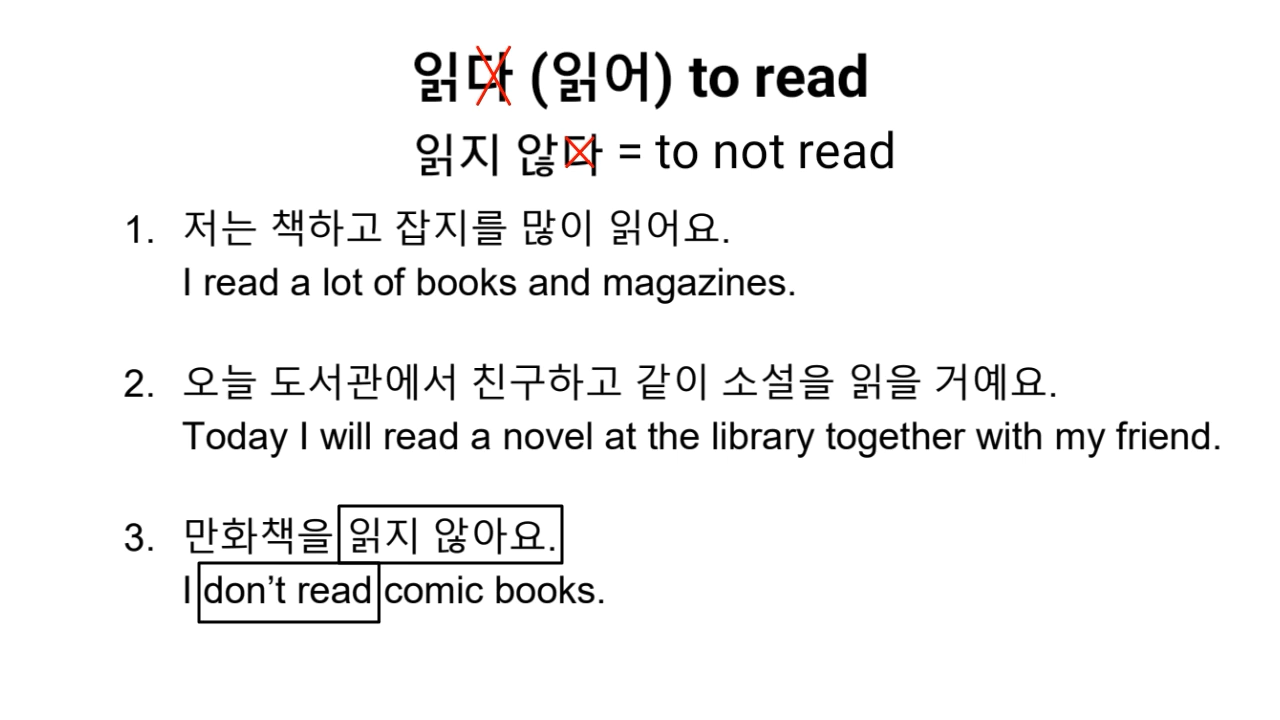 읽다 (읽어) to read
읽지 않다 = to not read
1. 저는 책하고 잡지를 많이 읽어요.
I read a lot of books and magazines.
2. 오늘 도서관에서 친구하고 같이 소설을 읽을 거예요.
Today I will read a novel at the library together with my friend.
3. 만화책을 읽지 않아요.
I don’t read comic books.